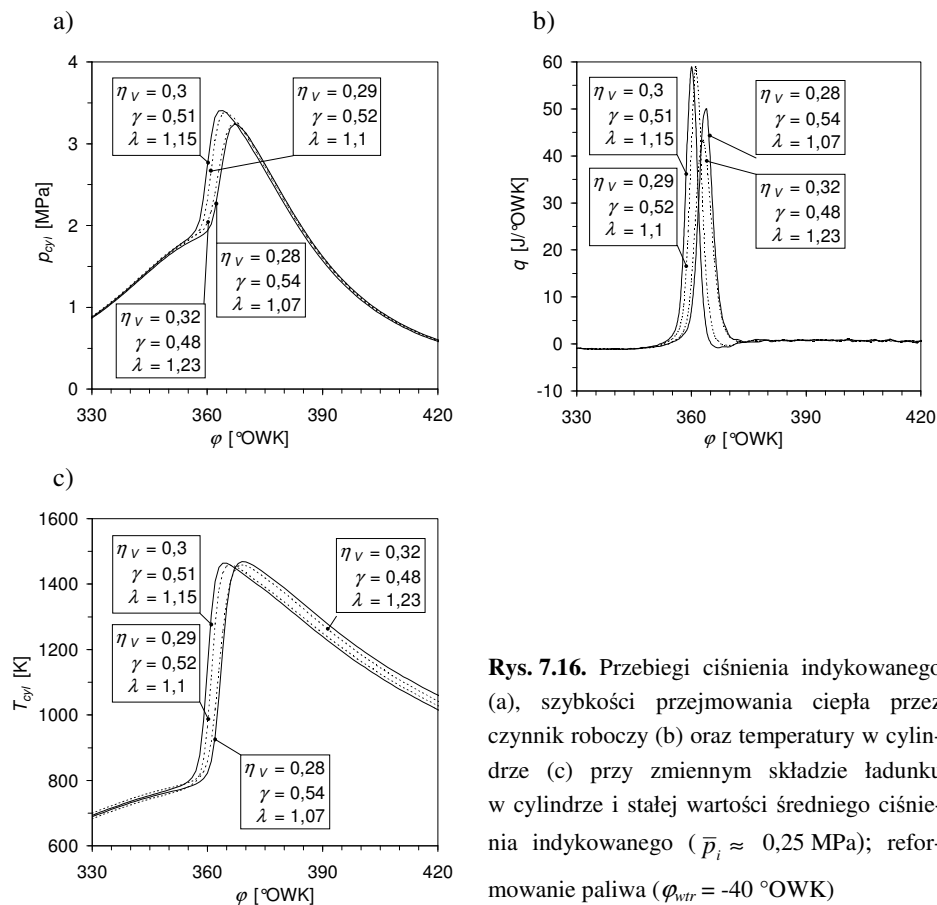 a)
4
3
2
1
0
p_cyl [MPa]
330
360
390
420
φ [°OWK]
η_V = 0,3
γ = 0,51
λ = 1,15
η_V = 0,29
γ = 0,52
λ = 1,1
η_V = 0,28
γ = 0,54
λ = 1,07
η_V = 0,32
γ = 0,48
λ = 1,23
b)
60
50
40
30
20
10
0
-10
q [J/°OWK]
330
360
390
420
φ [°OWK]
η_V = 0,3
γ = 0,51
λ = 1,15
η_V = 0,28
γ = 0,54
λ = 1,07
η_V = 0,29
γ = 0,52
λ = 1,1
η_V = 0,32
γ = 0,48
λ = 1,23
c)
1600
1400
1200
1000
800
600
T_cyl [K]
330
360
390
420
φ [°OWK]
η_V = 0,3
γ = 0,51
λ = 1,15
η_V = 0,32
γ = 0,48
λ = 1,23
η_V = 0,29
γ = 0,52
λ = 1,1
η_V = 0,28
γ = 0,54
λ = 1,07
Rys. 7.16. Przebiegi ciśnienia indykowanego
(a), szybkości przejmowania ciepła przez
czynnik roboczy (b) oraz temperatury w cylin-
drze (c) przy zmiennym składzie ładunku
w cylindrze i stałej wartości średniego ciśnie-
nia indykowanego ( p̅_i ≈ 0,25 MPa); refor-
mowanie paliwa (φ_wtr = -40 °OWK)